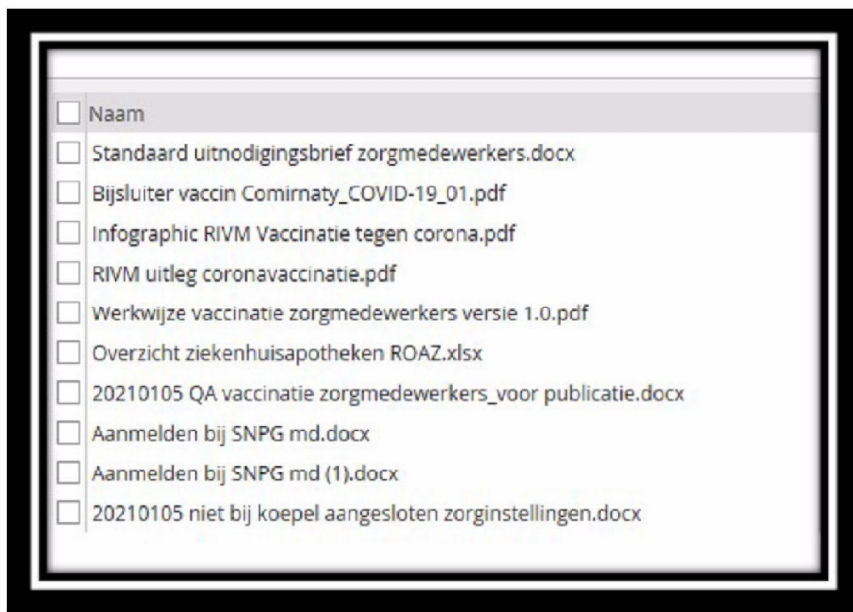 Naam
Standaard uitnodigingsbrief zorgmedewerkers.docx
Bijsluiter vaccin Comirnaty_COVID-19_01.pdf
Infographic RIVM Vaccinatie tegen corona.pdf
RIVM uitleg coronavaccinatie.pdf
Werkwijze vaccinatie zorgmedewerkers versie 1.0.pdf
Overzicht ziekenhuisapotheken ROAZ.xlsx
20210105 QA vaccinatie zorgmedewerkers_voor publicatie.docx
Aanmelden bij SNPG md.docx
Aanmelden bij SNPG md (1).docx
20210105 niet bij koepel aangesloten zorginstellingen.docx